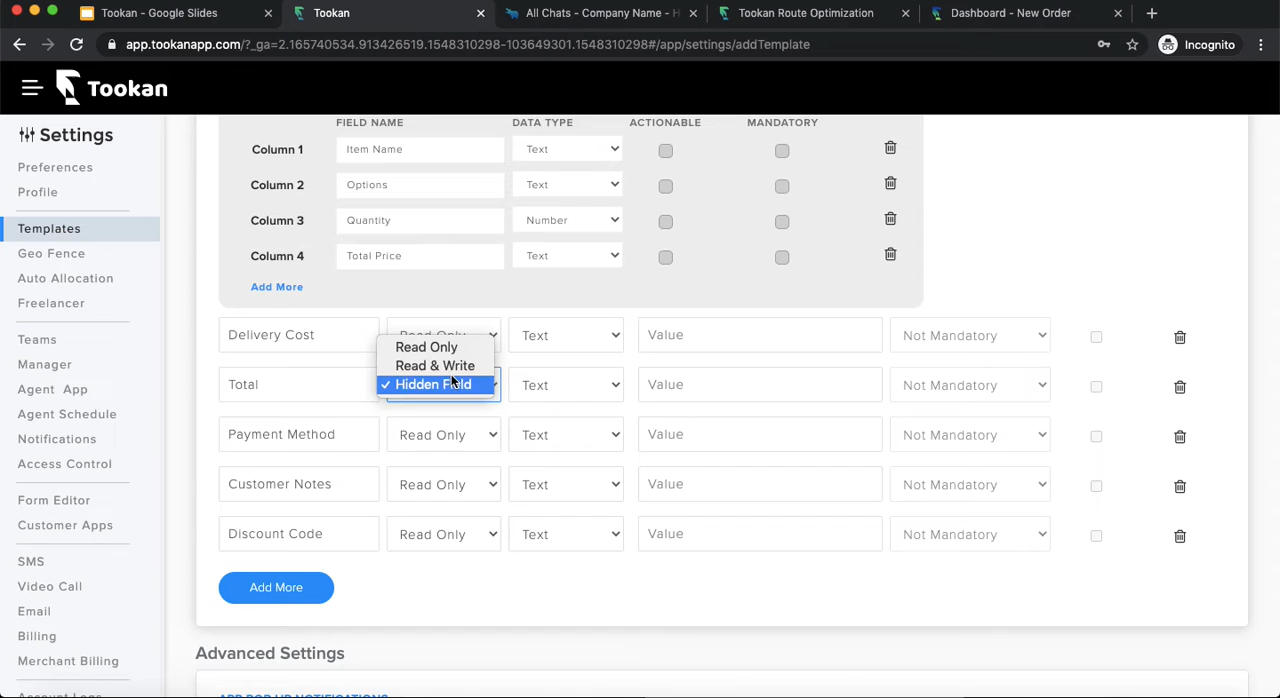 Tookan - Google Slides
Tookan
All Chats - Company Name - H
Tookan Route Optimization
Dashboard - New Order
app.tookanapp.com/?_ga=2.165740534.913426519.1548310298-103649301.1548310298#/app/settings/addTemplate
Incognito
Tookan
Settings
Preferences
Profile
Templates
Geo Fence
Auto Allocation
Freelancer
Teams
Manager
Agent App
Agent Schedule
Notifications
Access Control
Form Editor
Customer Apps
SMS
Video Call
Email
Billing
Merchant Billing
FIELD NAME DATA TYPE ACTIONABLE MANDATORY
Column 1 Item Name Text
Column 2 Options Text
Column 3 Quantity Number
Column 4 Total Price Text
Add More
Delivery Cost Read Only Text Value Not Mandatory
Read Only
Read & Write
✓ Hidden Field
Total Text Value Not Mandatory
Payment Method Read Only Text Value Not Mandatory
Customer Notes Read Only Text Value Not Mandatory
Discount Code Read Only Text Value Not Mandatory
Add More
Advanced Settings
APP POP UP NOTIFICATIONS